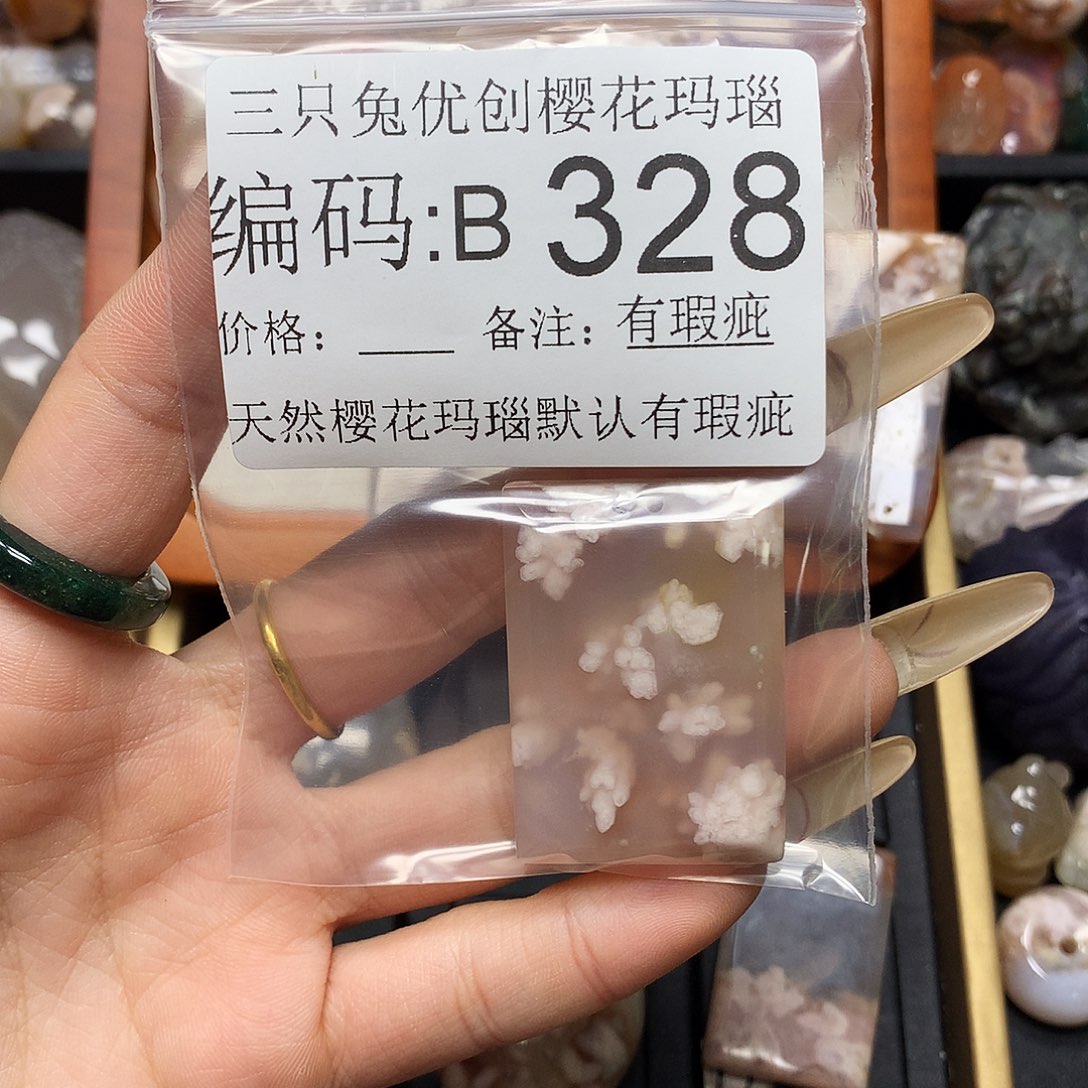 三只兔优创樱花玛瑙
编码:B 328
价格：____ 备注：有瑕疵
天然樱花玛瑙默认有瑕疵